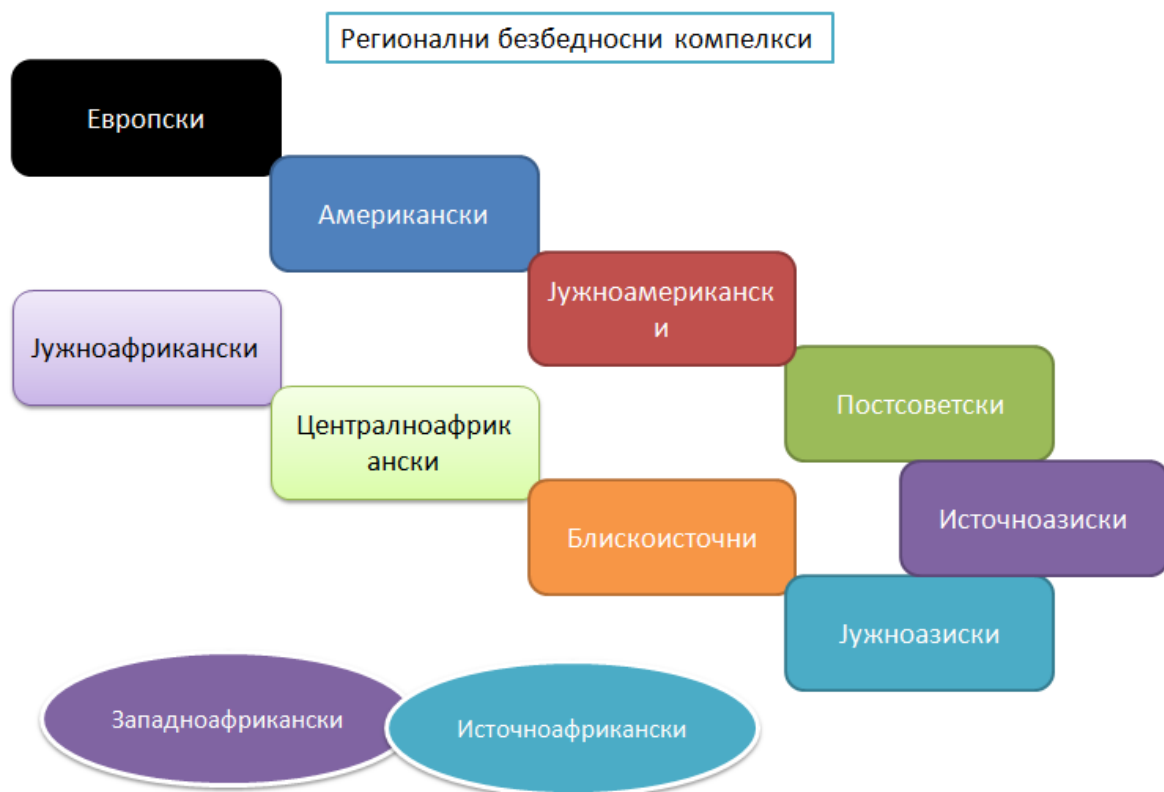 Регионални безбедносни компелкси
Европски
Американски
Јужноамериканск
и
Јужноафрикански
Централноафрик
ански
Постсоветски
Источноазиски
Блискоисточни
Јужноазиски
Западноафрикански
Источноафрикански